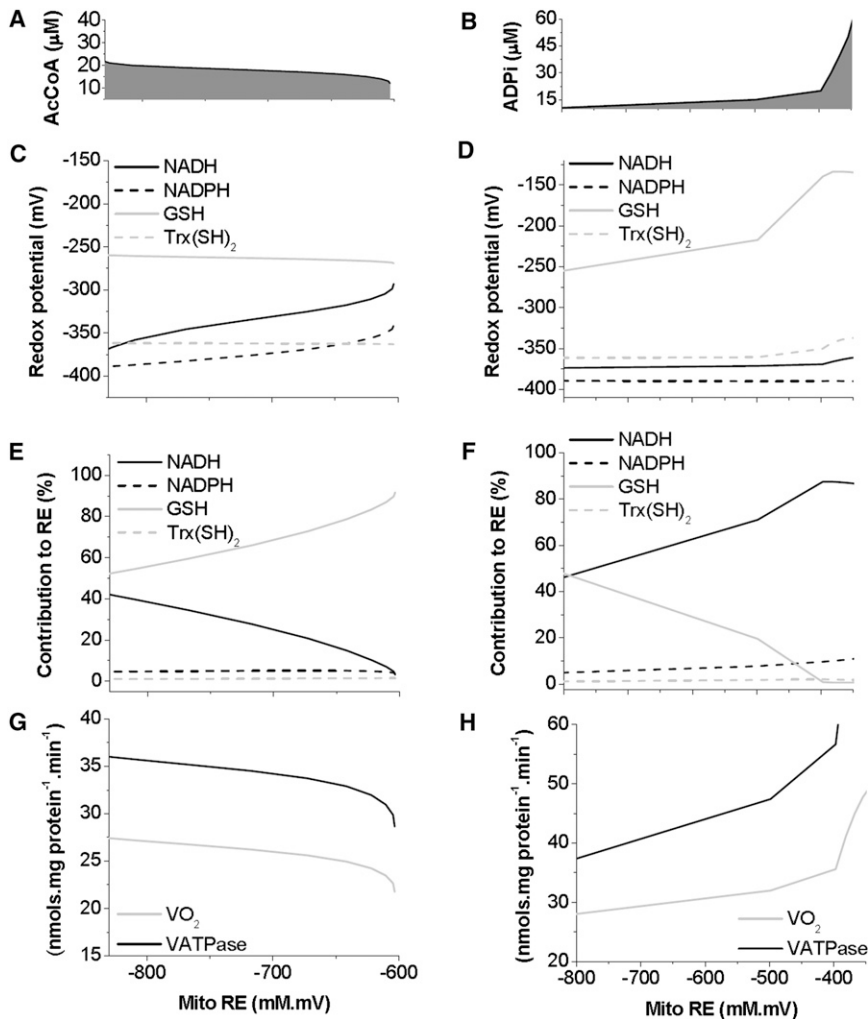 A
AcCoA (μM)
40
30
20
10
B
ADPi (μM)
60
45
30
15
C
Redox potential (mV)
-150
-200
-250
-300
-350
-400
NADH
NADPH
GSH
Trx(SH)2
D
Redox potential (mV)
-150
-200
-250
-300
-350
-400
NADH
NADPH
GSH
Trx(SH)2
E
Contribution to RE (%)
100
80
60
40
20
0
NADH
NADPH
GSH
Trx(SH)2
F
Contribution to RE (%)
100
80
60
40
20
0
NADH
NADPH
GSH
Trx(SH)2
G
(nmols.mg protein-1.min-1)
40
35
30
25
20
15
VO2
VATPase
-800
-700
-600
Mito RE (mM.mV)
H
(nmols.mg protein-1.min-1)
60
50
40
30
20
VO2
VATPase
-800
-700
-600
-500
-400
Mito RE (mM.mV)